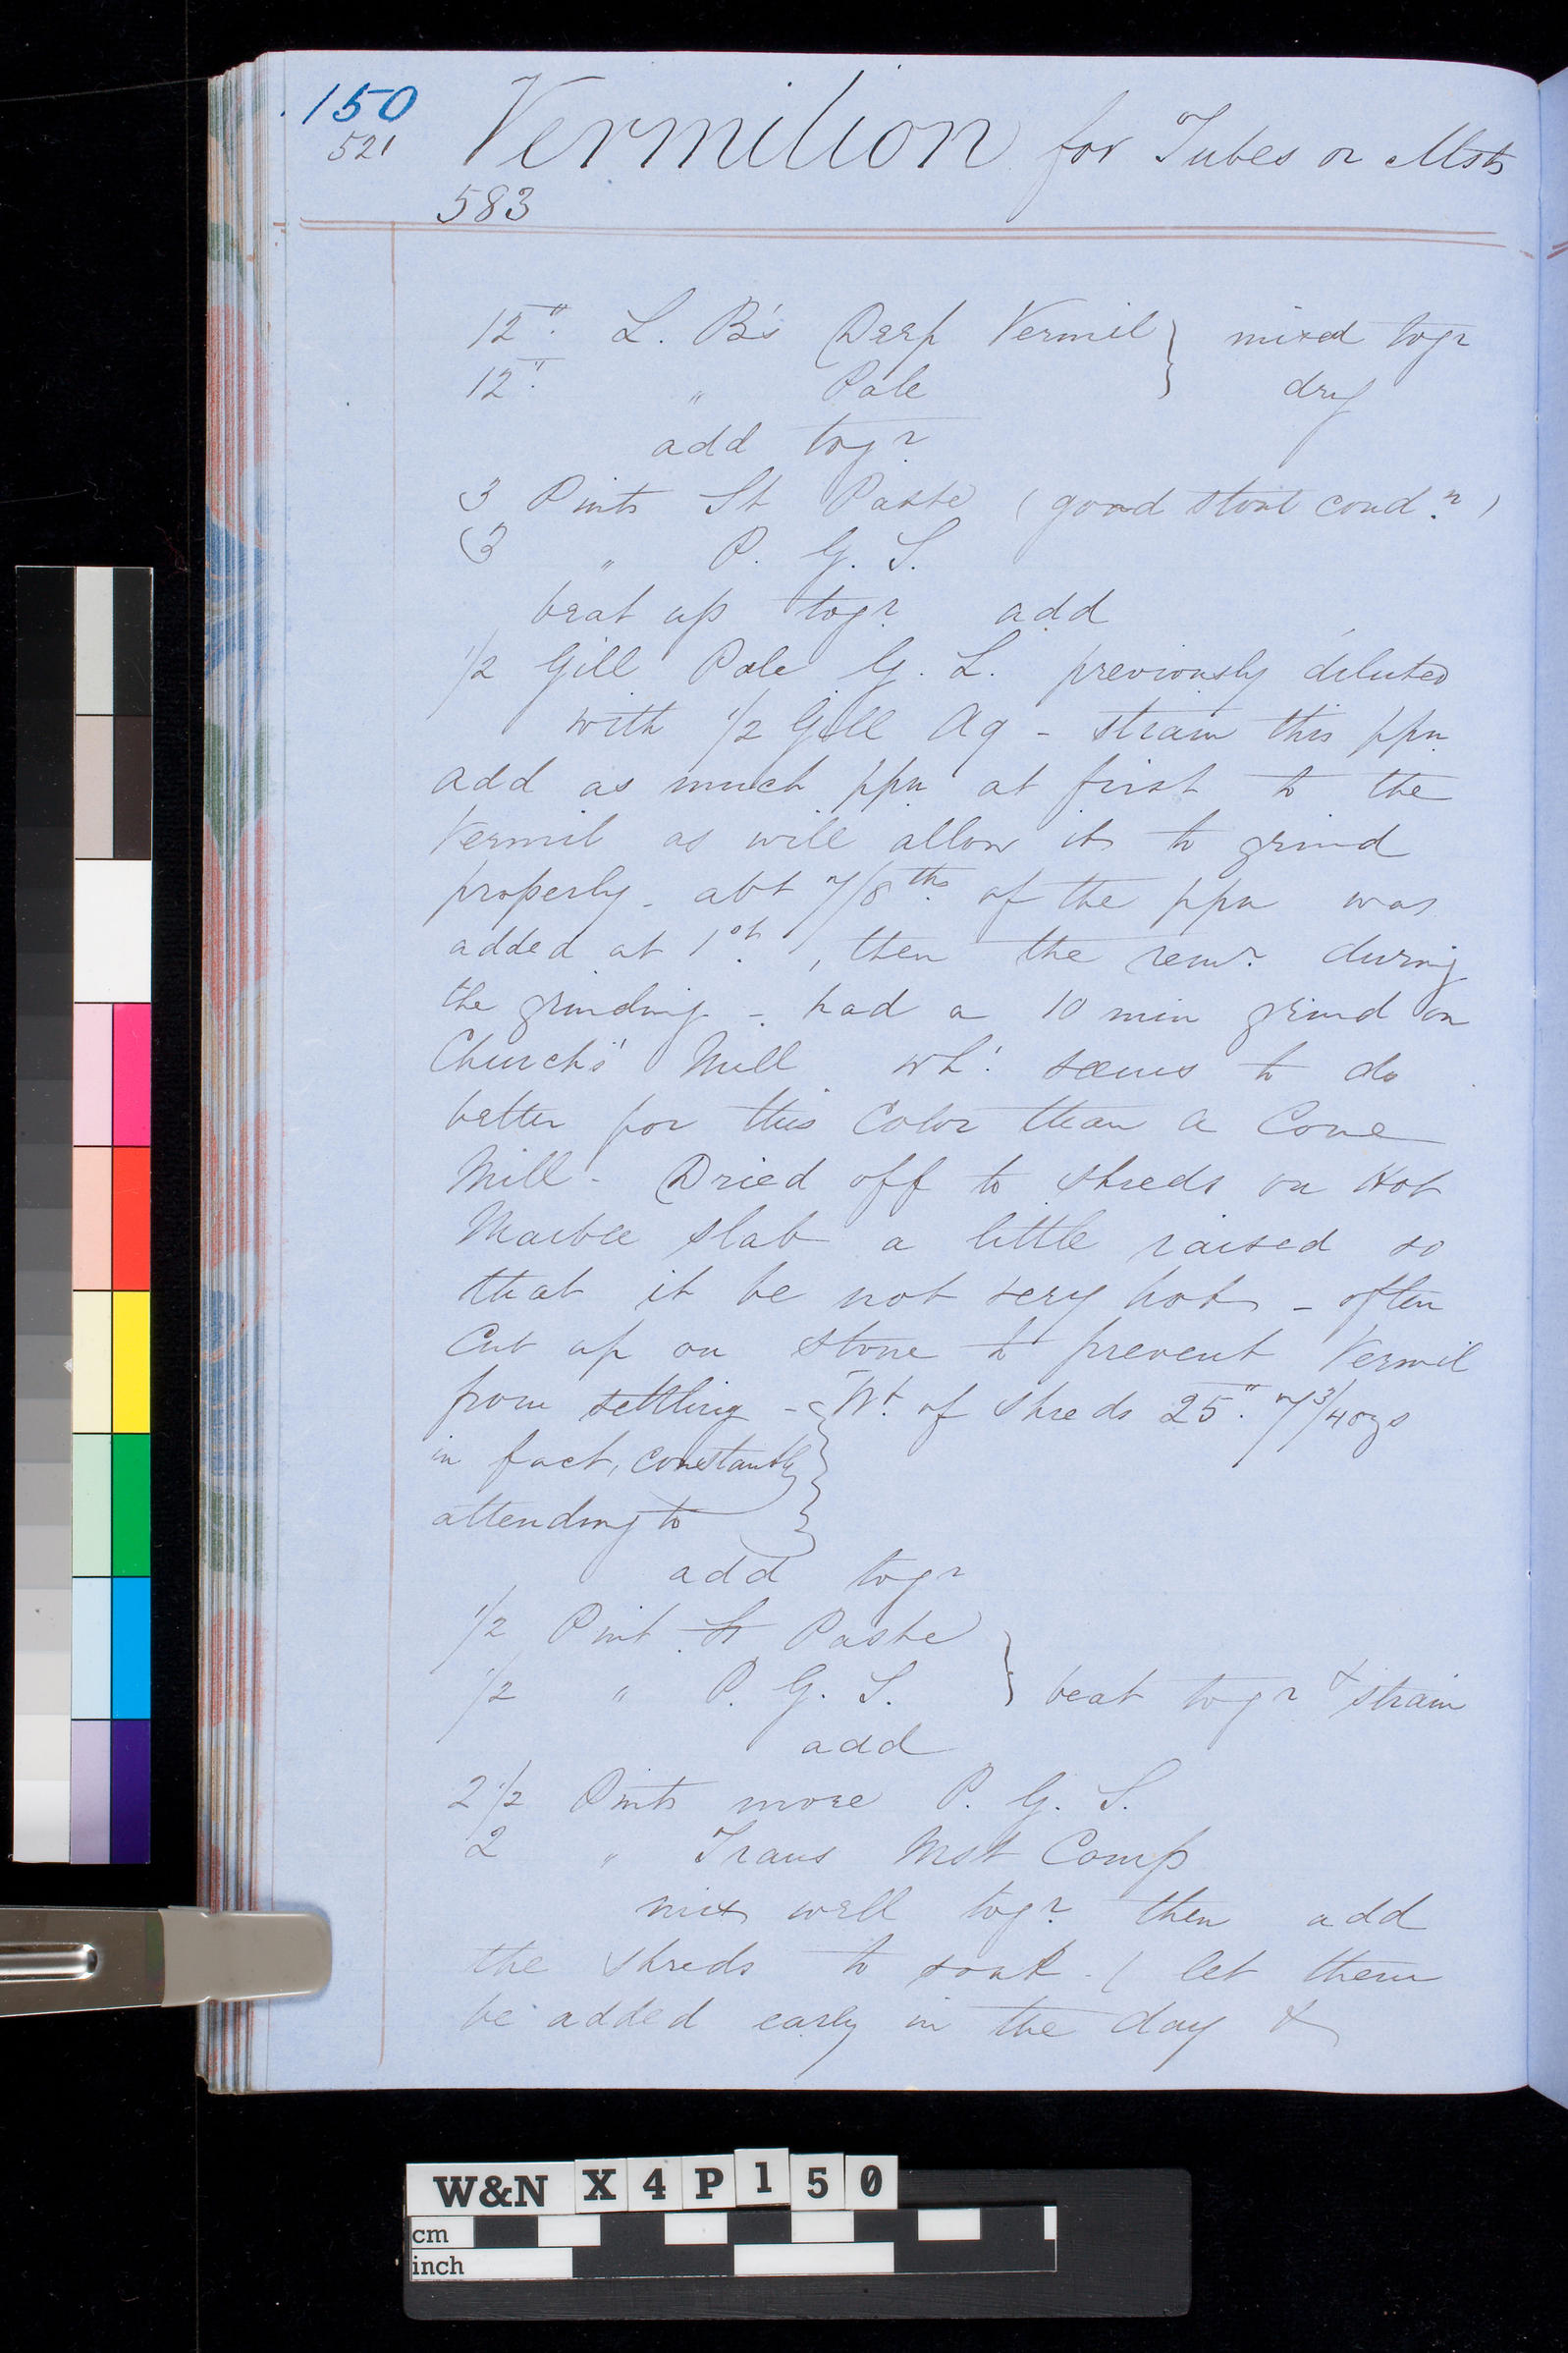 150
521
Vermilion for Tubes or Msts
583
12". L. B's Deep Vermil } mixed togr
12". " Pale } dry
add togr
3 Pints St Paste (good stout cond.n)
3 " P. G. S.
beat up togr add
1/2 Gill Pale G. L. previously diluted
with 1/2 Gill Aq - strain this ppn
add as much ppn at first to the
Vermil as will allow it to grind
properly - abt 7/8ths of the ppn was
added at 1st, then the remr during
the grinding - had a 10 min grind on
Church's Mill wh: seems to do
better for this Color than a Cone
Mill - Dried off to shreds on Hot
Marble slab a little raised so
that it be not very hot - often
Cut up on stone to prevent Vermil
from settling - { Wt. of Shreds 25". 7 3/4 ozs
in fact, constantly
attending to
add togr
1/2 Pint St Paste
1/2 " P. G. S. } beat togr & strain
add
2 1/2 Pints more P. G. S.
2 " Trans Mst Comp
mix well togr then add
the shreds to soak - ( let them
be added early in the day &
W&N X 4 P 1 5 0
cm
inch